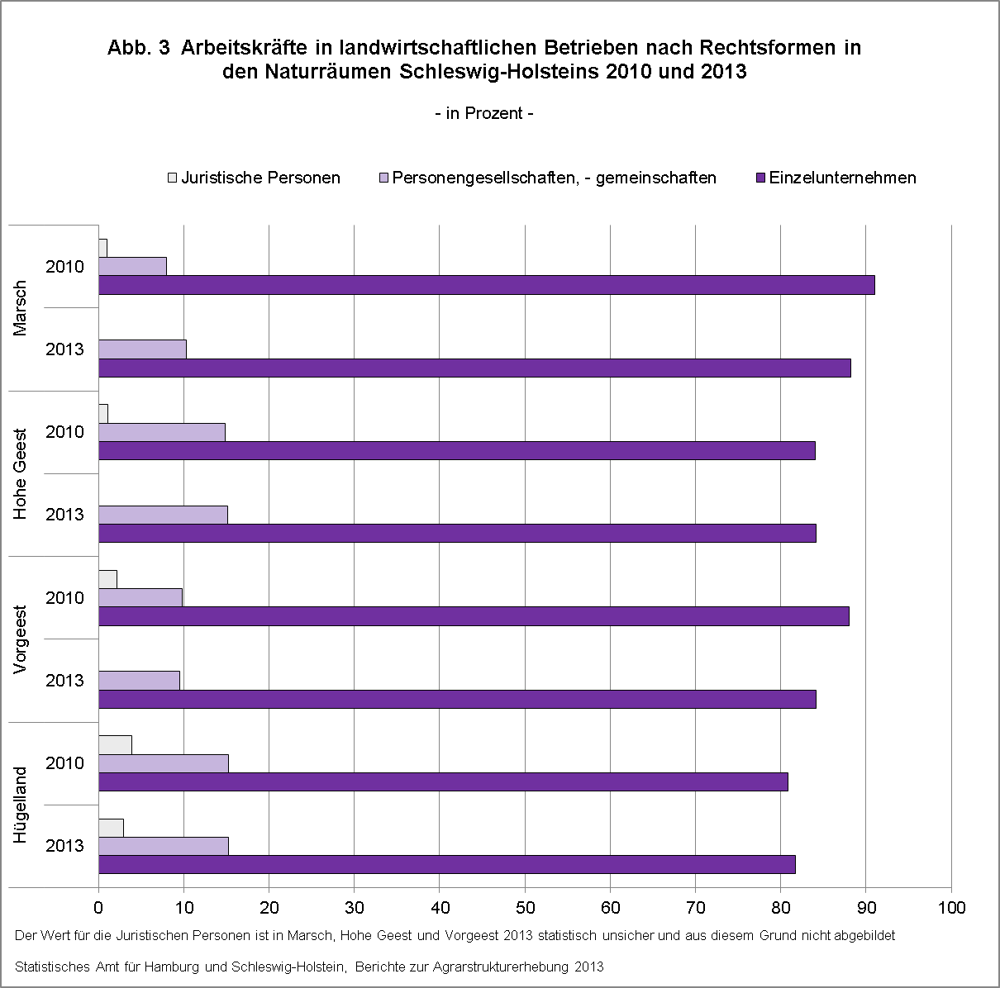 Abb. 3 Arbeitskräfte in landwirtschaftlichen Betrieben nach Rechtsformen in
den Naturräumen Schleswig-Holsteins 2010 und 2013
- in Prozent -
Juristische Personen Personengesellschaften, - gemeinschaften Einzelunternehmen
Marsch
2010
2013
Hohe Geest
2010
2013
Vorgeest
2010
2013
Hügelland
2010
2013
0 10 20 30 40 50 60 70 80 90 100
Der Wert für die Juristischen Personen ist in Marsch, Hohe Geest und Vorgeest 2013 statistisch unsicher und aus diesem Grund nicht abgebildet
Statistisches Amt für Hamburg und Schleswig-Holstein, Berichte zur Agrarstrukturerhebung 2013